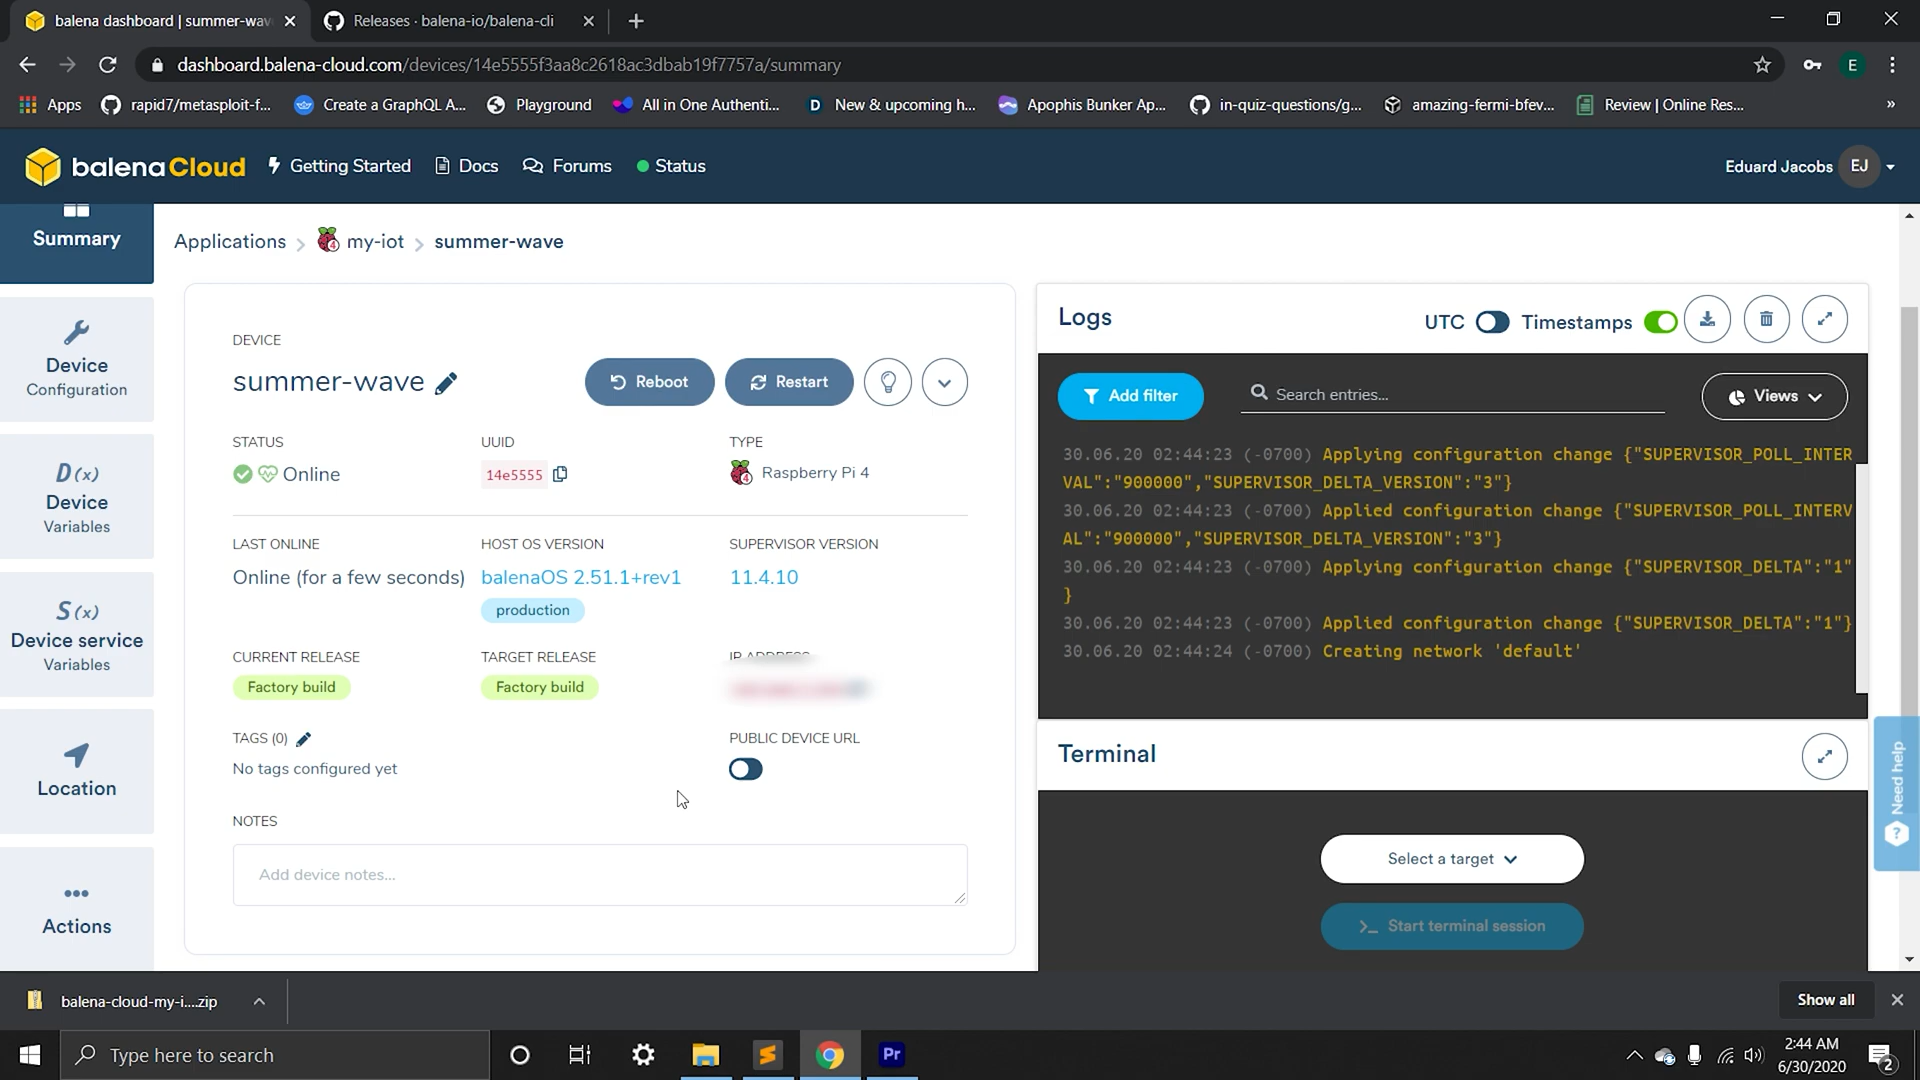 balena dashboard | summer-wav
Releases · balena-io/balena-cli
dashboard.balena-cloud.com/devices/14e5555f3aa8c2618ac3dbab19f7757a/summary
E
Apps
rapid7/metasploit-f...
Create a GraphQL A...
Playground
All in One Authenti...
D New & upcoming h...
Apophis Bunker Ap...
in-quiz-questions/g...
amazing-fermi-bfev...
Review | Online Res...
»
balenaCloud
Getting Started
Docs
Forums
Status
Eduard Jacobs EJ
Summary
Device
Configuration
D(x)
Device
Variables
S(x)
Device service
Variables
Location
Actions
Applications > my-iot > summer-wave
DEVICE
summer-wave
Reboot
Restart
STATUS
UUID
TYPE
Online
14e5555
Raspberry Pi 4
LAST ONLINE
HOST OS VERSION
SUPERVISOR VERSION
Online (for a few seconds)
balenaOS 2.51.1+rev1
11.4.10
production
CURRENT RELEASE
TARGET RELEASE
IP ADDRESS
Factory build
Factory build
TAGS (0)
PUBLIC DEVICE URL
No tags configured yet
NOTES
Add device notes...
Logs
UTC
Timestamps
Add filter
Search entries...
Views
30.06.20 02:44:23 (-0700) Applying configuration change {"SUPERVISOR_POLL_INTER
VAL":"900000","SUPERVISOR_DELTA_VERSION":"3"}
30.06.20 02:44:23 (-0700) Applied configuration change {"SUPERVISOR_POLL_INTERV
AL":"900000","SUPERVISOR_DELTA_VERSION":"3"}
30.06.20 02:44:23 (-0700) Applying configuration change {"SUPERVISOR_DELTA":"1"
}
30.06.20 02:44:23 (-0700) Applied configuration change {"SUPERVISOR_DELTA":"1"}
30.06.20 02:44:24 (-0700) Creating network 'default'
Terminal
Select a target
>_ Start terminal session
Need help
?
balena-cloud-my-i....zip
Show all
Type here to search
Pr
2:44 AM
6/30/2020
2